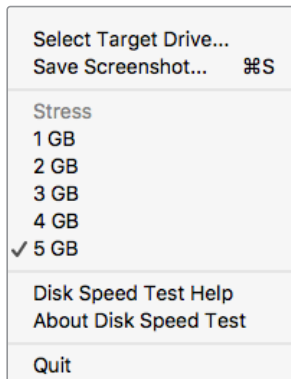 Select Target Drive...
Save Screenshot... ⌘S
Stress
1 GB
2 GB
3 GB
4 GB
✓ 5 GB
Disk Speed Test Help
About Disk Speed Test
Quit